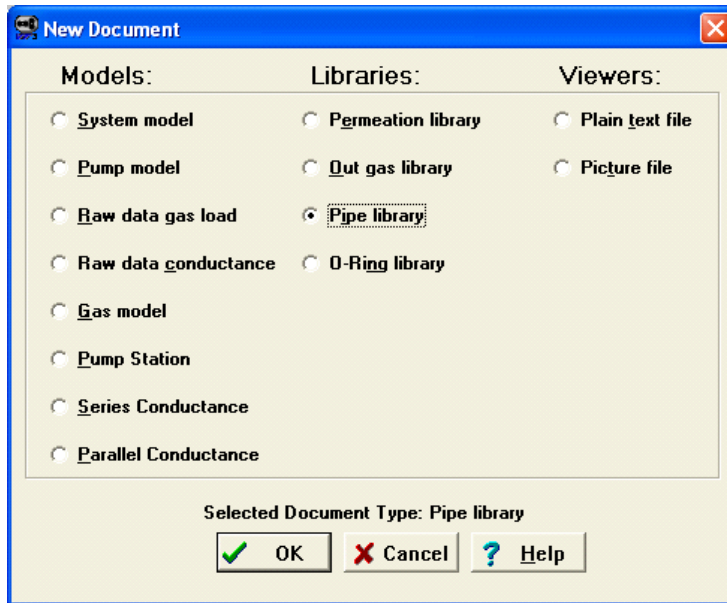 New Document
Models: Libraries: Viewers:
System model Permeation library Plain text file
Pump model Out gas library Picture file
Raw data gas load Pipe library
Raw data conductance O-Ring library
Gas model
Pump Station
Series Conductance
Parallel Conductance
Selected Document Type: Pipe library
OK Cancel ? Help